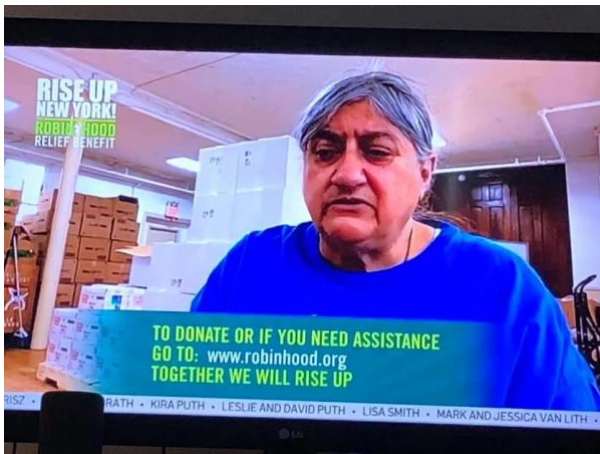 RISE UP
NEW YORK!
ROBIN HOOD
RELIEF BENEFIT
TO DONATE OR IF YOU NEED ASSISTANCE
GO TO: www.robinhood.org
TOGETHER WE WILL RISE UP
RISZ • RATH • KIRA PUTH • LESLIE AND DAVID PUTH • LISA SMITH • MARK AND JESSICA VAN LITH •
LG